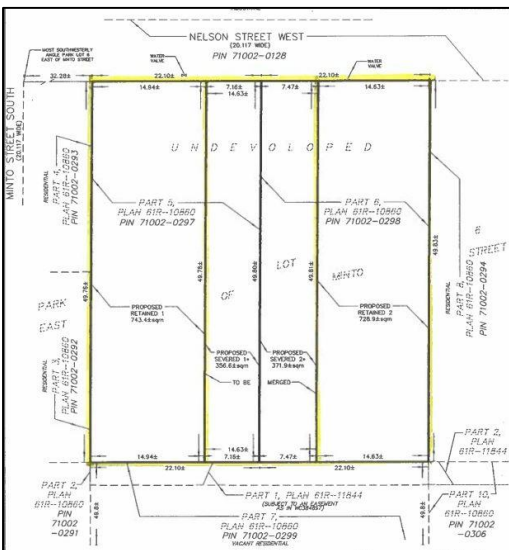 NELSON STREET WEST
(20.117 WIDE)
PIN 71002-0128
MOST SOUTHWESTERLY
ANGLE PARK LOT 6
EAST OF MINTO STREET
WATER
VALVE
WATER
VALVE
32.28±
22.10±
22.10±
14.94±
7.16±
7.47±
14.63±
14.63±
MINTO STREET SOUTH
(20.117 WIDE)
UNDEVOLOPED
RESIDENTIAL
PART 4,
PLAN 61R-10860
PIN 71002-0293
PART 5,
PLAN 61R-10860
PIN 71002-0297
PART 6,
PLAN 61R-10860
PIN 71002-0298
6
STREET
RESIDENTIAL
PART 8,
PLAN 61R-10860
PIN 71002-0294
49.76±
49.78±
49.80±
49.81±
49.83±
OF
LOT
MINTO
PARK
EAST
PROPOSED
RETAINED 1
743.4±sqm
PROPOSED
RETAINED 2
728.9±sqm
RESIDENTIAL
PART 3,
PLAN 61R-10860
PIN 71002-0292
PROPOSED
SEVERED 1±
356.6±sqm
PROPOSED
SEVERED 2±
371.9±sqm
TO BE
MERGED
14.63±
14.94±
7.16±
7.47±
14.63±
22.10±
22.10±
PART 2,
PLAN
61R-11844
PART 2,
PLAN
61R-10860
PIN
71002
-0291
PART 1, PLAN 61R-11844
(SUBJECT TO AN EASEMENT
PART 7,
PLAN 61R-10860
PIN 71002-0299
VACANT RESIDENTIAL
PART 10,
PLAN
61R-10860
PIN
71002
-0306
49.8±
49.8±